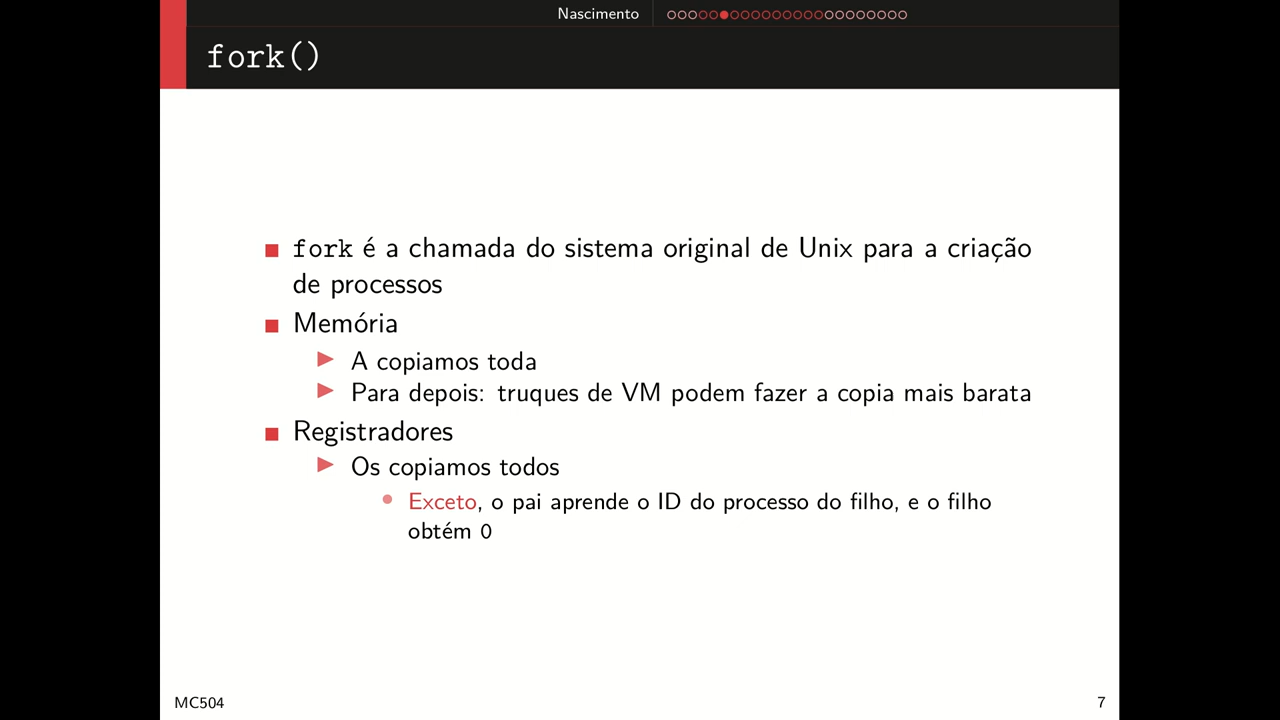 Nascimento
fork()
fork é a chamada do sistema original de Unix para a criação
de processos
Memória
A copiamos toda
Para depois: truques de VM podem fazer a copia mais barata
Registradores
Os copiamos todos
Exceto, o pai aprende o ID do processo do filho, e o filho
obtém 0
MC504
7